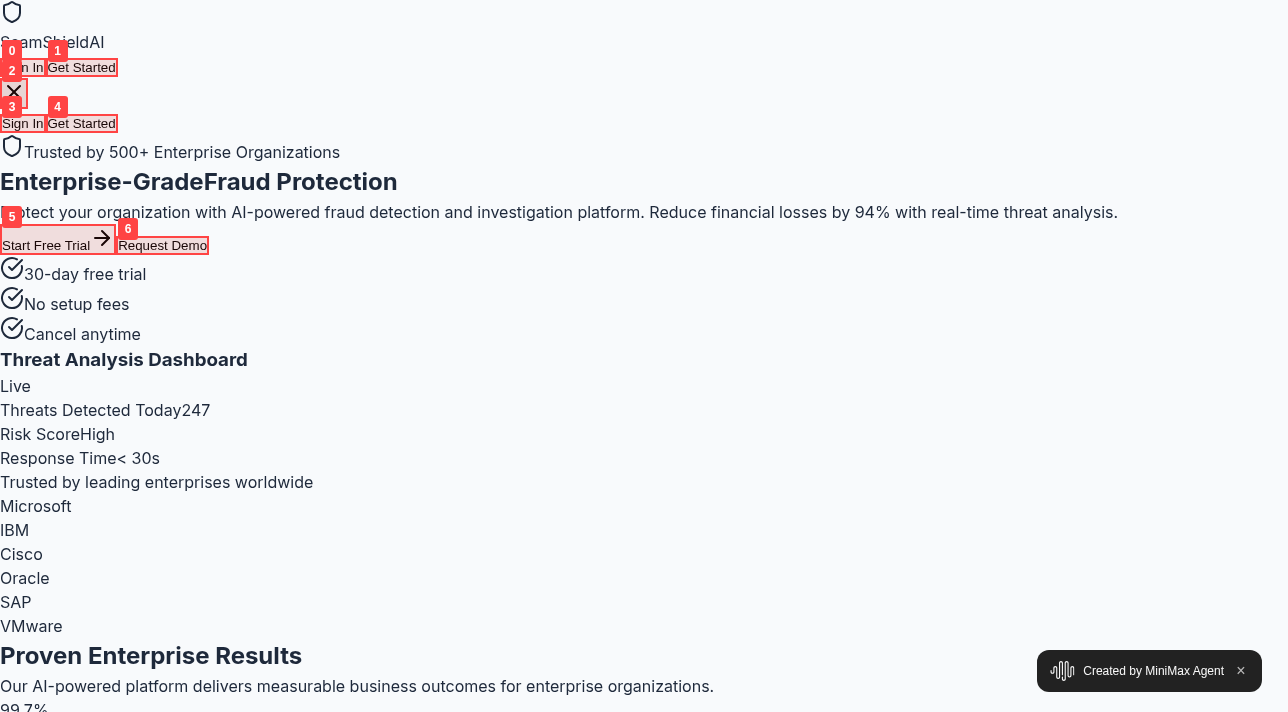 ScamShieldAI
0 1
Sign In Get Started
2
3 4
Sign In Get Started
Trusted by 500+ Enterprise Organizations
Enterprise-GradeFraud Protection
Protect your organization with AI-powered fraud detection and investigation platform. Reduce financial losses by 94% with real-time threat analysis.
5 6
Start Free Trial Request Demo
30-day free trial
No setup fees
Cancel anytime
Threat Analysis Dashboard
Live
Threats Detected Today247
Risk ScoreHigh
Response Time< 30s
Trusted by leading enterprises worldwide
Microsoft
IBM
Cisco
Oracle
SAP
VMware
Proven Enterprise Results
Our AI-powered platform delivers measurable business outcomes for enterprise organizations.
99.7%
Created by MiniMax Agent ×